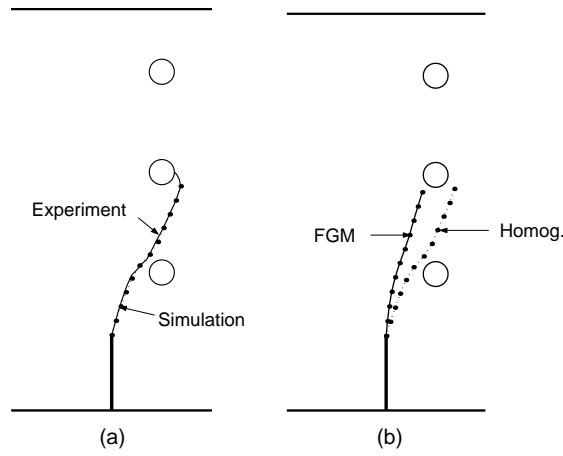 Experiment
Simulation
(a)
FGM
Homog.
(b)